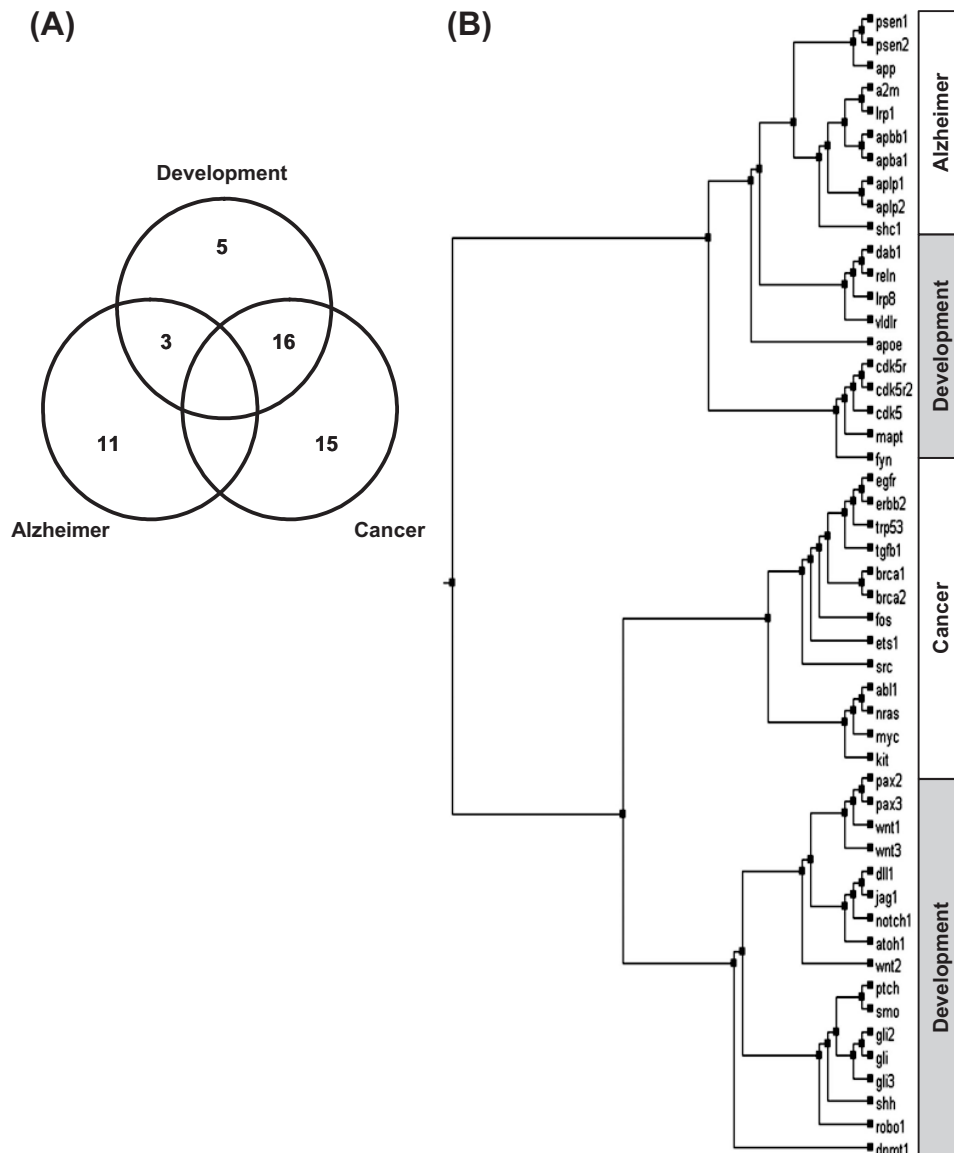 (A)
Development
5
3
16
11
15
Alzheimer
Cancer
(B)
psen1
psen2
app
a2m
lrp1
apbb1
apba1
aplp1
aplp2
shc1
dab1
reln
lrp8
vldlr
apoe
cdk5r
cdk5r2
cdk5
mapt
fyn
egfr
erbb2
trp53
tgfb1
brca1
brca2
fos
ets1
src
abl1
nras
myc
kit
pax2
pax3
wnt1
wnt3
dll1
jag1
notch1
atoh1
wnt2
ptch
smo
gli2
gli
gli3
shh
robo1
dnmt1
Alzheimer
Development
Cancer
Development